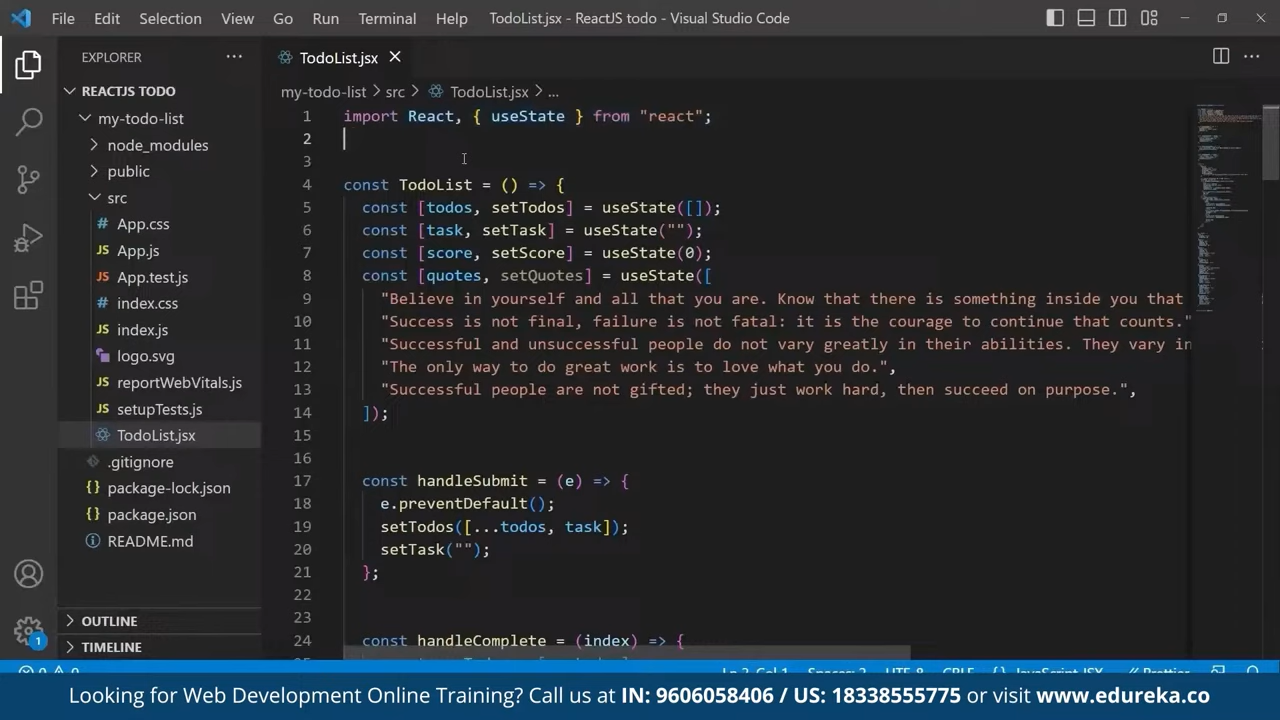 File Edit Selection View Go Run Terminal Help TodoList.jsx - ReactJS todo - Visual Studio Code
EXPLORER ...
TodoList.jsx
REACTJS TODO
my-todo-list > src > TodoList.jsx > ...
my-todo-list
node_modules
public
src
App.css
App.js
App.test.js
index.css
index.js
logo.svg
reportWebVitals.js
setupTests.js
TodoList.jsx
.gitignore
package-lock.json
package.json
README.md
OUTLINE
TIMELINE
1
1 import React, { useState } from "react";
2
3
4 const TodoList = () => {
5 const [todos, setTodos] = useState([]);
6 const [task, setTask] = useState("");
7 const [score, setScore] = useState(0);
8 const [quotes, setQuotes] = useState([
9 "Believe in yourself and all that you are. Know that there is something inside you that
10 "Success is not final, failure is not fatal: it is the courage to continue that counts."
11 "Successful and unsuccessful people do not vary greatly in their abilities. They vary in
12 "The only way to do great work is to love what you do.",
13 "Successful people are not gifted; they just work hard, then succeed on purpose.",
14 ]);
15
16
17 const handleSubmit = (e) => {
18 e.preventDefault();
19 setTodos([...todos, task]);
20 setTask("");
21 };
22
23
24 const handleComplete = (index) => {
Looking for Web Development Online Training? Call us at IN: 9606058406 / US: 18338555775 or visit www.edureka.co